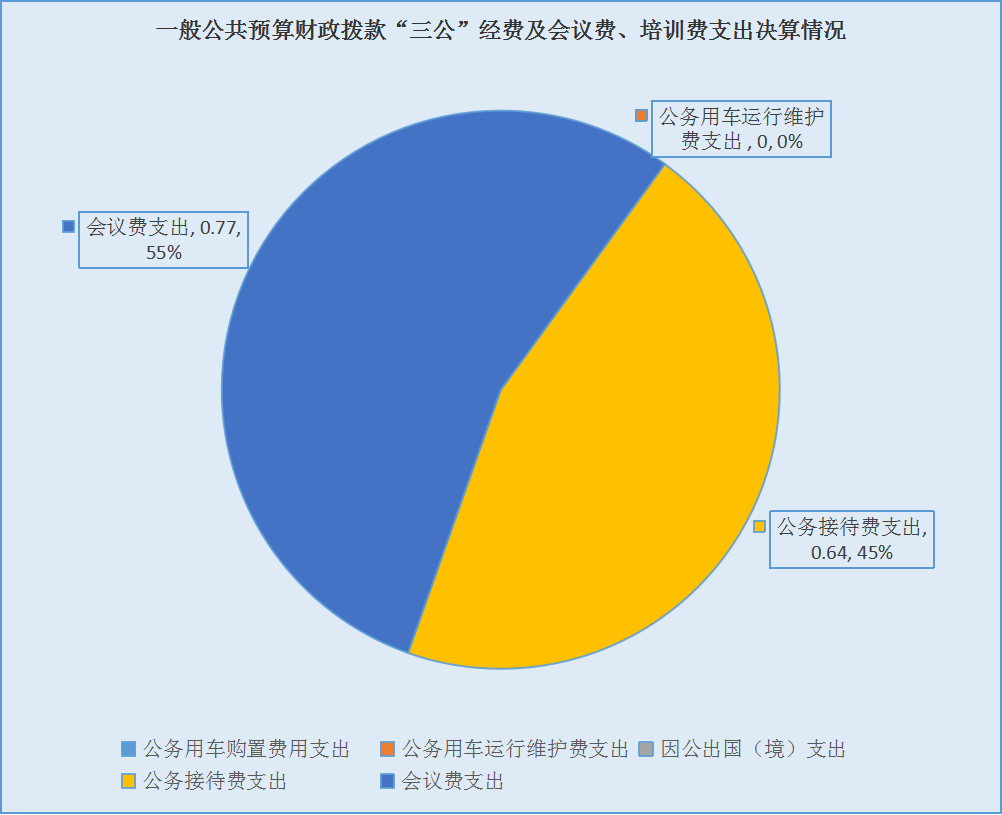 一般公共预算财政拨款“三公”经费及会议费、培训费支出决算情况
公务用车运行维护
费支出 , 0, 0%
会议费支出, 0.77,
55%
公务接待费支出,
0.64, 45%
公务用车购置费用支出
公务用车运行维护费支出
因公出国（境）支出
公务接待费支出
会议费支出